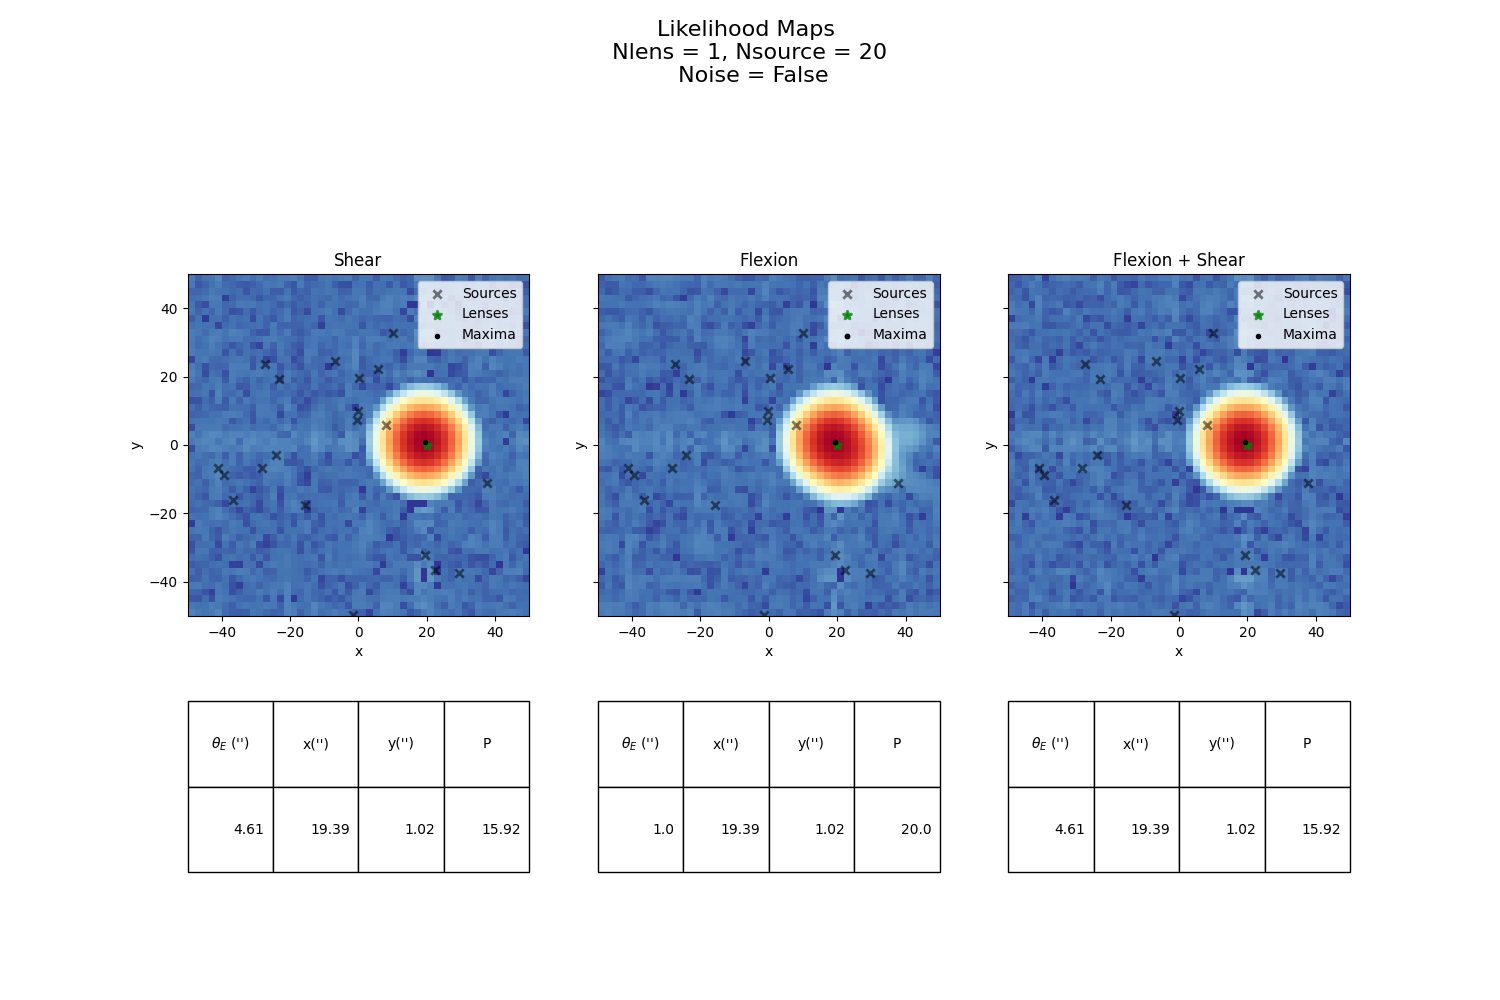 Likelihood Maps
Nlens = 1, Nsource = 20
Noise = False
Shear
Sources
Lenses
Maxima
40
20
0
−20
−40
y
−40 −20 0 20 40
x
Flexion
Sources
Lenses
Maxima
y
−40 −20 0 20 40
x
Flexion + Shear
Sources
Lenses
Maxima
y
−40 −20 0 20 40
x
θE ('') x('') y('') P
4.61 19.39 1.02 15.92
θE ('') x('') y('') P
1.0 19.39 1.02 20.0
θE ('') x('') y('') P
4.61 19.39 1.02 15.92